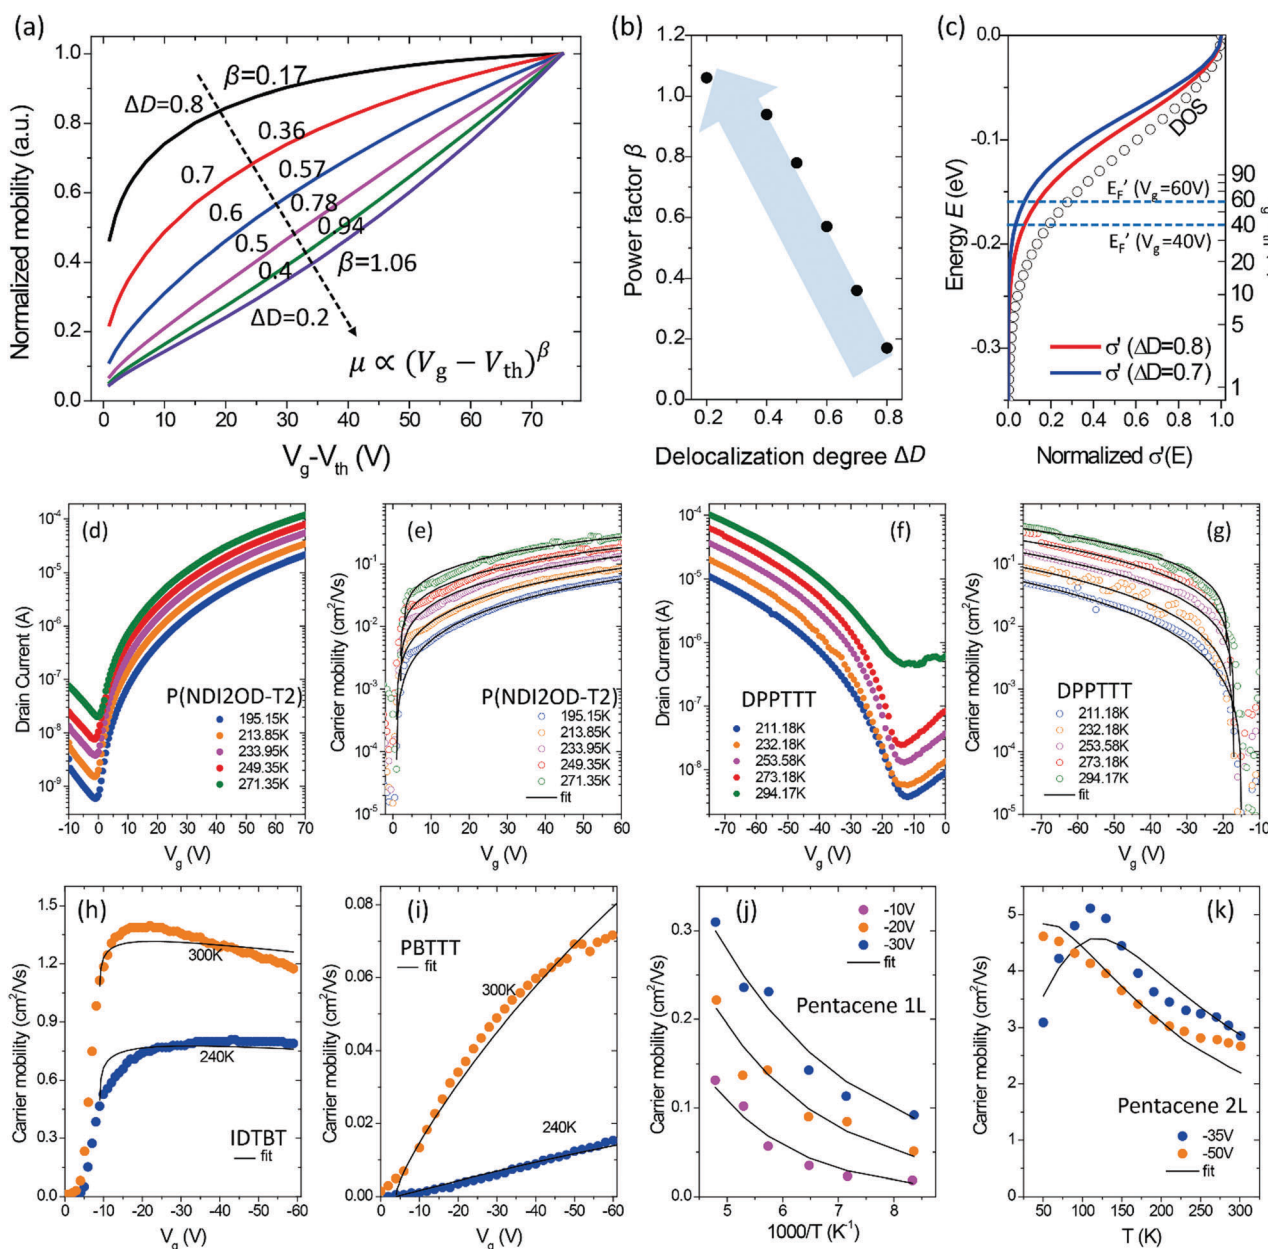 (a)
Normalized mobility (a.u.)
1.0
0.8
0.6
0.4
0.2
0.0
β=0.17
ΔD=0.8
0.36
0.7
0.57
0.6
0.78
0.5
0.94
0.4
β=1.06
ΔD=0.2
μ ∝ (Vg − Vth)^β
0 10 20 30 40 50 60 70
Vg-Vth (V)
(b)
Power factor β
1.2
1.0
0.8
0.6
0.4
0.2
0.0
0.2 0.4 0.6 0.8
Delocalization degree ΔD
(c)
Energy E (eV)
0.0
-0.1
-0.2
-0.3
DOS
EF' (Vg=60V)
EF' (Vg=40V)
90
60
40
20
10
5
1
σ' (ΔD=0.8)
σ' (ΔD=0.7)
0.0 0.2 0.4 0.6 0.8 1.0
Normalized σ'(E)
(d)
Drain Current (A)
10-4
10-5
10-6
10-7
10-8
10-9
P(NDI2OD-T2)
195.15K
213.85K
233.95K
249.35K
271.35K
-10 0 10 20 30 40 50 60 70
Vg (V)
(e)
Carrier mobility (cm2/Vs)
10-1
10-2
10-3
10-4
10-5
P(NDI2OD-T2)
195.15K
213.85K
233.95K
249.35K
271.35K
fit
0 10 20 30 40 50 60
Vg (V)
(f)
Drain Current (A)
10-4
10-5
10-6
10-7
10-8
DPPTTT
211.18K
232.18K
253.58K
273.18K
294.17K
-70 -60 -50 -40 -30 -20 -10 0
Vg (V)
(g)
Carrier mobility (cm2/Vs)
10-1
10-2
10-3
10-4
10-5
DPPTTT
211.18K
232.18K
253.58K
273.18K
294.17K
fit
-70 -60 -50 -40 -30 -20 -10
Vg (V)
(h)
Carrier mobility (cm2/Vs)
1.5
1.2
0.9
0.6
0.3
0.0
300K
240K
IDTBT
fit
0 -10 -20 -30 -40 -50 -60
Vg (V)
(i)
Carrier mobility (cm2/Vs)
0.08
0.06
0.04
0.02
0.00
PBTTT
fit
300K
240K
0 -10 -20 -30 -40 -50 -60
Vg (V)
(j)
Carrier mobility (cm2/Vs)
0.3
0.2
0.1
0.0
-10V
-20V
-30V
fit
Pentacene 1L
5 6 7 8
1000/T (K-1)
(k)
Carrier mobility (cm2/Vs)
6
5
4
3
2
1
0
Pentacene 2L
-35V
-50V
fit
50 100 150 200 250 300
T (K)